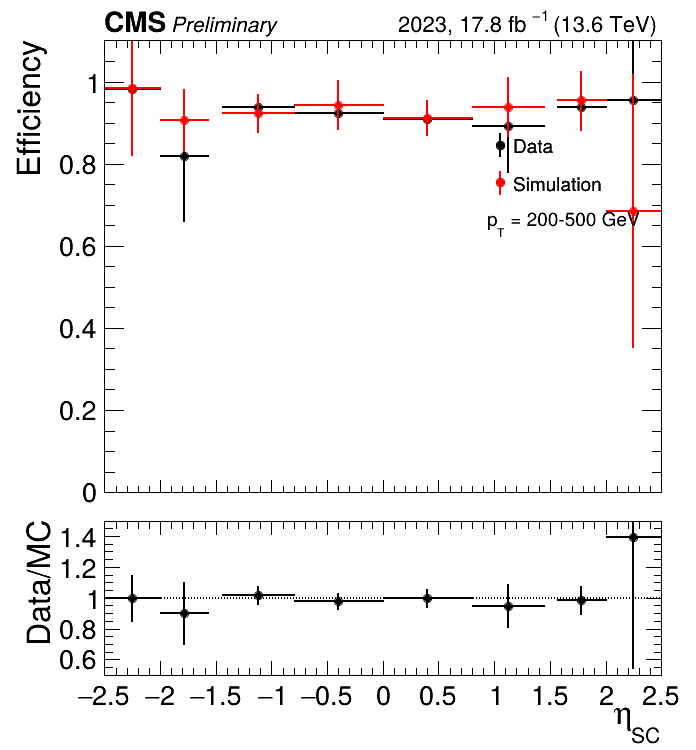 CMS Preliminary 2023, 17.8 fb⁻¹ (13.6 TeV)
Efficiency
1
0.8
0.6
0.4
0.2
0
Data
Simulation
p_T = 200-500 GeV
Data/MC
1.4
1.2
1
0.8
0.6
−2.5 −2 −1.5 −1 −0.5 0 0.5 1 1.5 2 2.5
η_SC